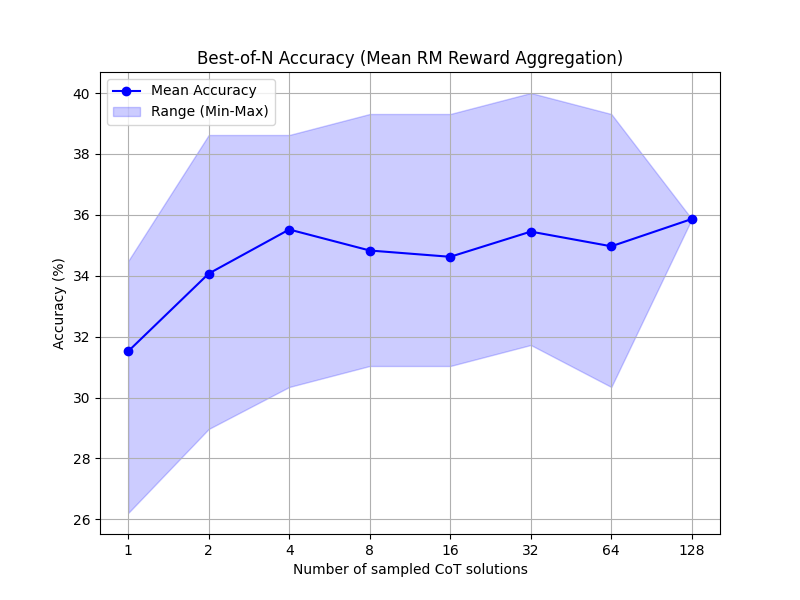 Best-of-N Accuracy (Mean RM Reward Aggregation)
Mean Accuracy
Range (Min-Max)
Accuracy (%)
40
38
36
34
32
30
28
26
1 2 4 8 16 32 64 128
Number of sampled CoT solutions